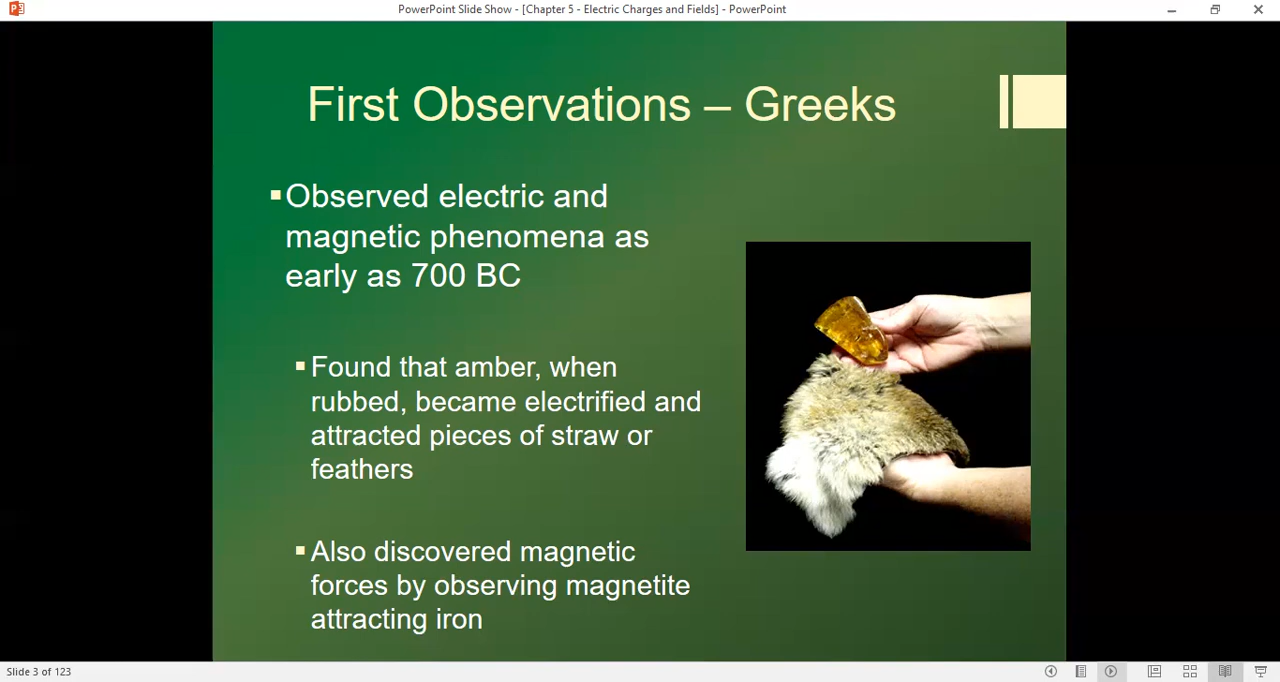 PowerPoint Slide Show - [Chapter 5 - Electric Charges and Fields] - PowerPoint
First Observations – Greeks
▪Observed electric and
magnetic phenomena as
early as 700 BC
▪Found that amber, when
rubbed, became electrified and
attracted pieces of straw or
feathers
▪Also discovered magnetic
forces by observing magnetite
attracting iron
Slide 3 of 123